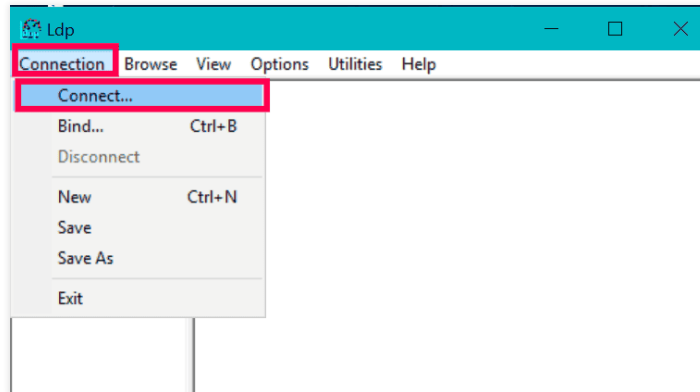 Ldp
Connection Browse View Options Utilities Help
Connect...
Bind... Ctrl+B
Disconnect
New Ctrl+N
Save
Save As
Exit